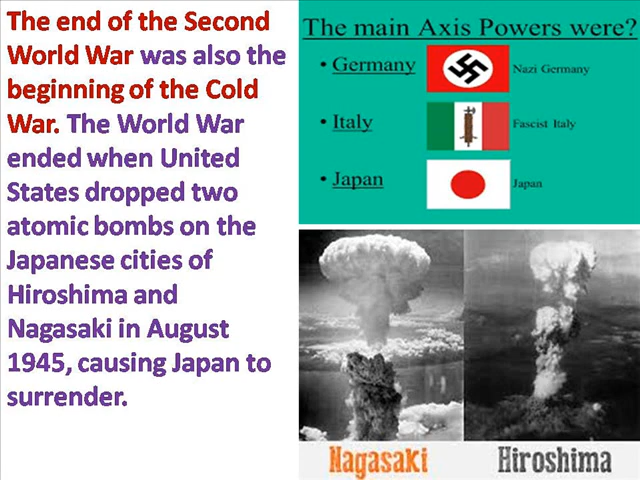 The end of the Second
World War was also the
beginning of the Cold
War. The World War
ended when United
States dropped two
atomic bombs on the
Japanese cities of
Hiroshima and
Nagasaki in August
1945, causing Japan to
surrender.
The main Axis Powers were?
• Germany
Nazi Germany
• Italy
Fascist Italy
• Japan
Japan
Nagasaki
Hiroshima